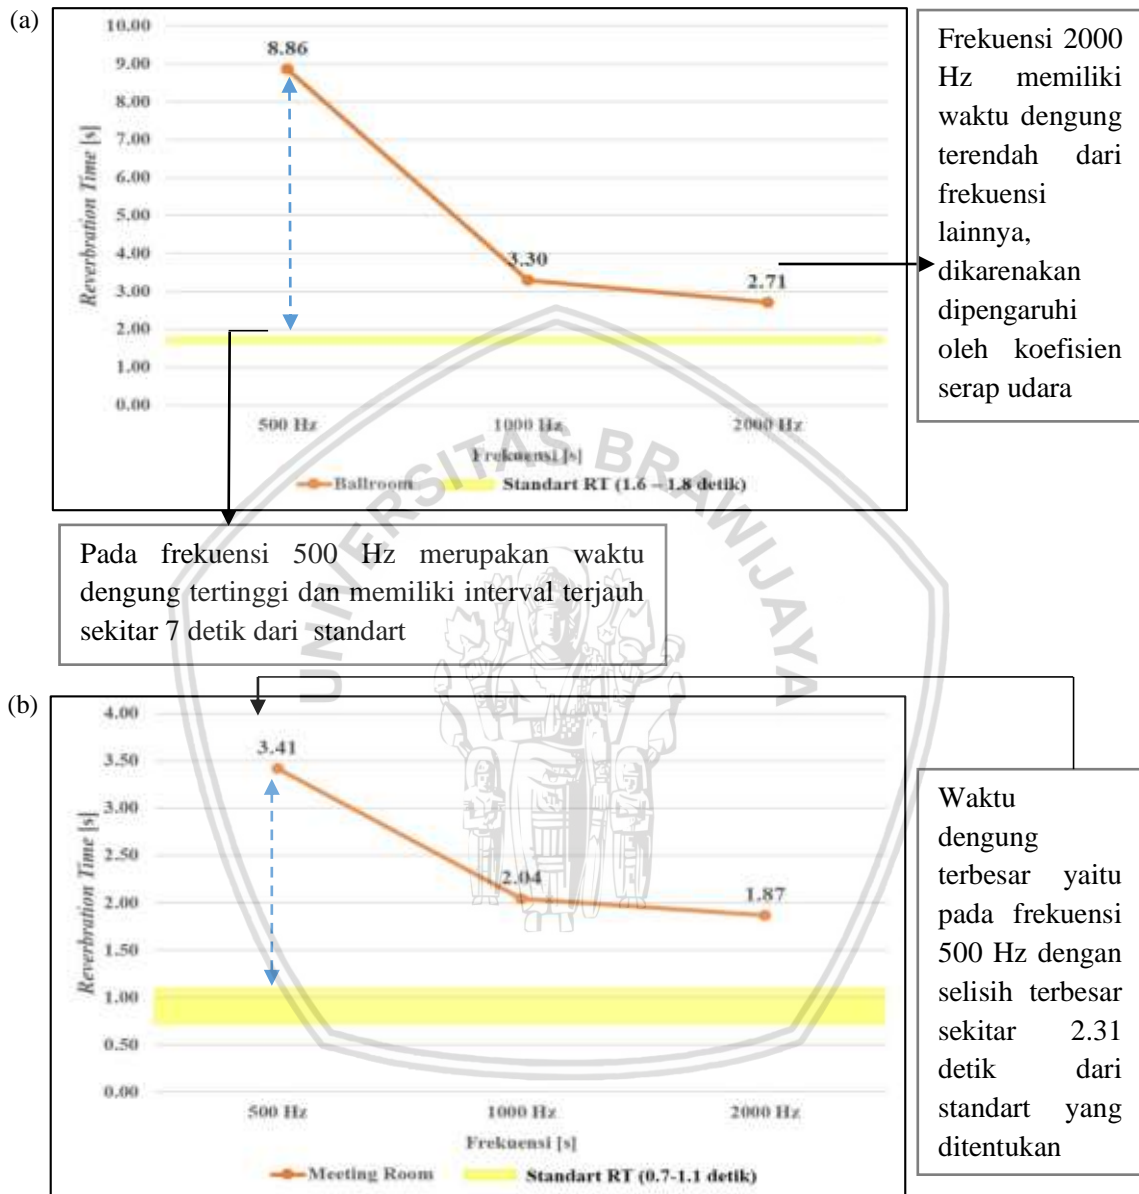 (a)
10.00
9.00
8.00
7.00
6.00
5.00
4.00
3.00
2.00
1.00
0.00
Reverbration Time [s]
8.86
3.30
2.71
500 Hz
1000 Hz
2000 Hz
Frekuensi [s]
Ballroom
Standart RT (1.6 – 1.8 detik)
Frekuensi 2000
Hz memiliki
waktu dengung
terendah dari
frekuensi
lainnya,
dikarenakan
dipengaruhi
oleh koefisien
serap udara
Pada frekuensi 500 Hz merupakan waktu
dengung tertinggi dan memiliki interval terjauh
sekitar 7 detik dari standart
UNIVERSITAS BRAWIJAYA
(b)
4.00
3.50
3.00
2.50
2.00
1.50
1.00
0.50
0.00
Reverbration Time [s]
3.41
2.04
1.87
500 Hz
1000 Hz
2000 Hz
Frekuensi [s]
Meeting Room
Standart RT (0.7-1.1 detik)
Waktu
dengung
terbesar yaitu
pada frekuensi
500 Hz dengan
selisih terbesar
sekitar 2.31
detik dari
standart yang
ditentukan